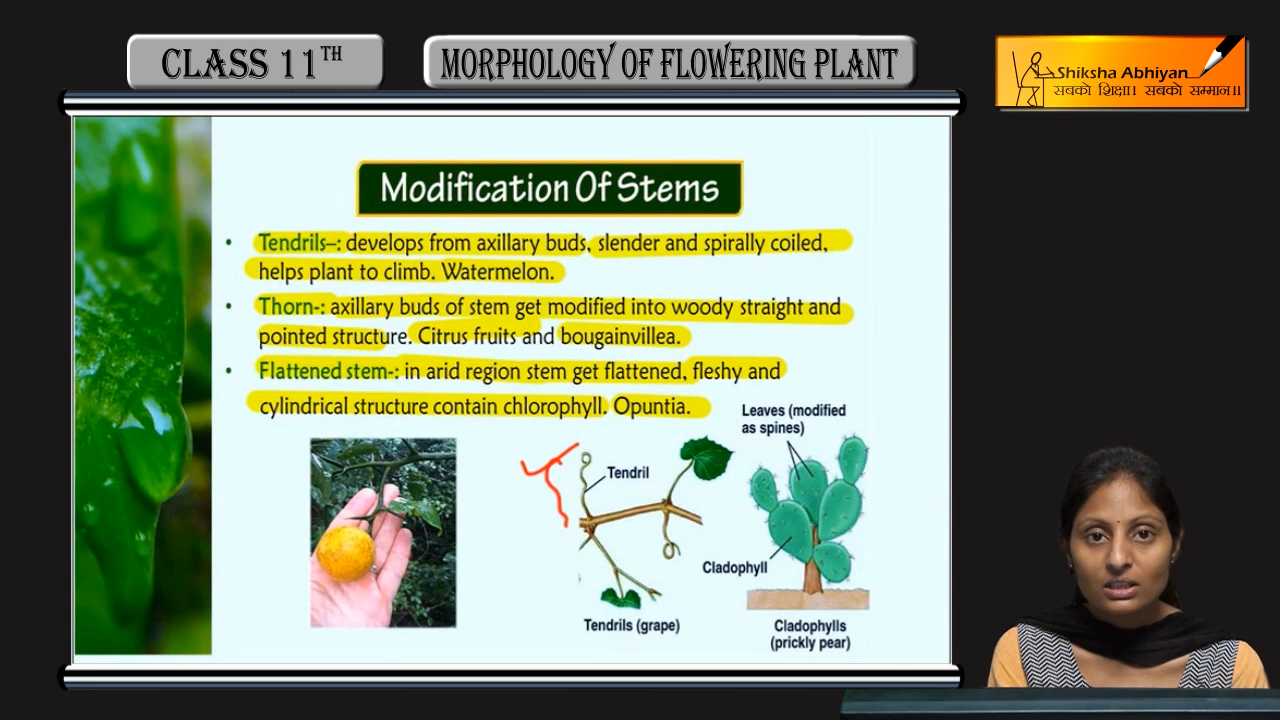 CLASS 11TH
MORPHOLOGY OF FLOWERING PLANT
Shiksha Abhiyan
सबको शिक्षा। सबको सम्मान॥
Modification Of Stems
• Tendrils–: develops from axillary buds, slender and spirally coiled,
helps plant to climb. Watermelon.
• Thorn-: axillary buds of stem get modified into woody straight and
pointed structure. Citrus fruits and bougainvillea.
• Flattened stem-: in arid region stem get flattened, fleshy and
cylindrical structure contain chlorophyll. Opuntia.
Leaves (modified
as spines)
Tendril
Cladophyll
Tendrils (grape)
Cladophylls
(prickly pear)